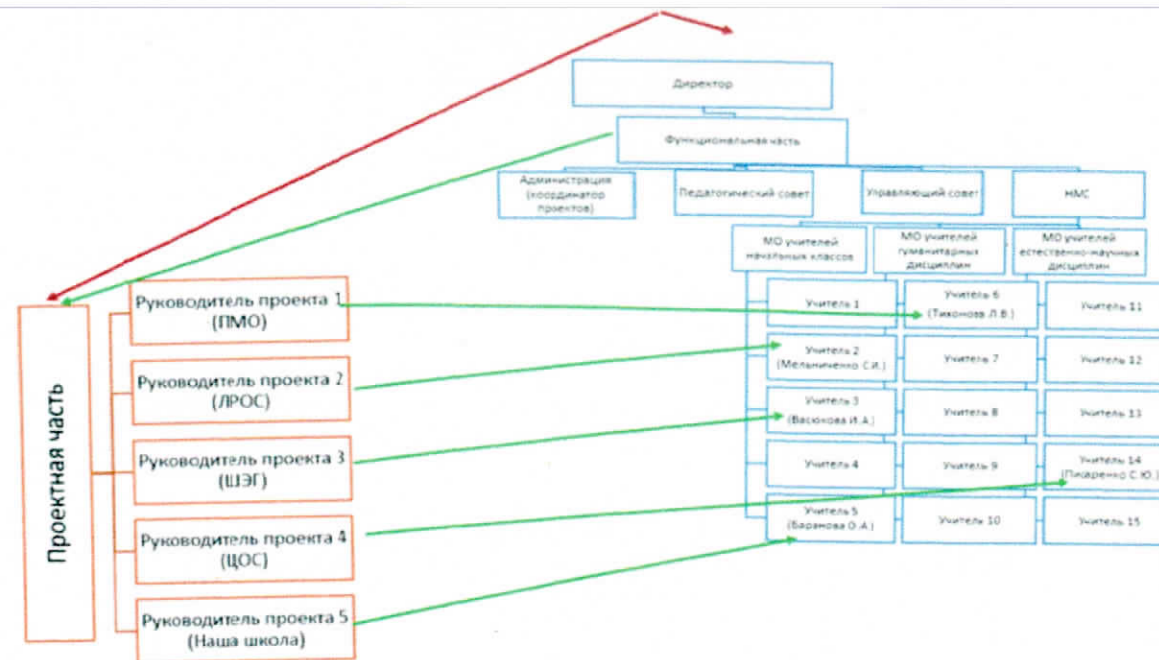 Директор
Функциональная часть
Администрация
(координатор
проектов)
Педагогический совет
Управляющий совет
НМС
МО учителей
начальных классов
МО учителей
гуманитарных
дисциплин
МО учителей
естественно-научных
дисциплин
Учитель 1
Учитель 2
(Мельниченко С.И.)
Учитель 3
(Васюкова И.А.)
Учитель 4
Учитель 5
(Баранова О.А.)
Учитель 6
(Тихонова Л.В.)
Учитель 7
Учитель 8
Учитель 9
Учитель 10
Учитель 11
Учитель 12
Учитель 13
Учитель 14
(Писаренко С.Ю.)
Учитель 15
Проектная часть
Руководитель проекта 1
(ПМО)
Руководитель проекта 2
(ЛРОС)
Руководитель проекта 3
(ШЭГ)
Руководитель проекта 4
(ЦОС)
Руководитель проекта 5
(Наша школа)